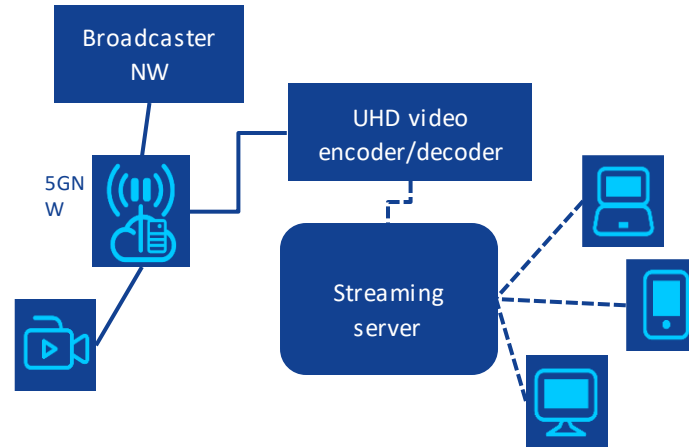 Broadcaster
NW
UHD video
encoder/decoder
5GN
W
Streaming
server